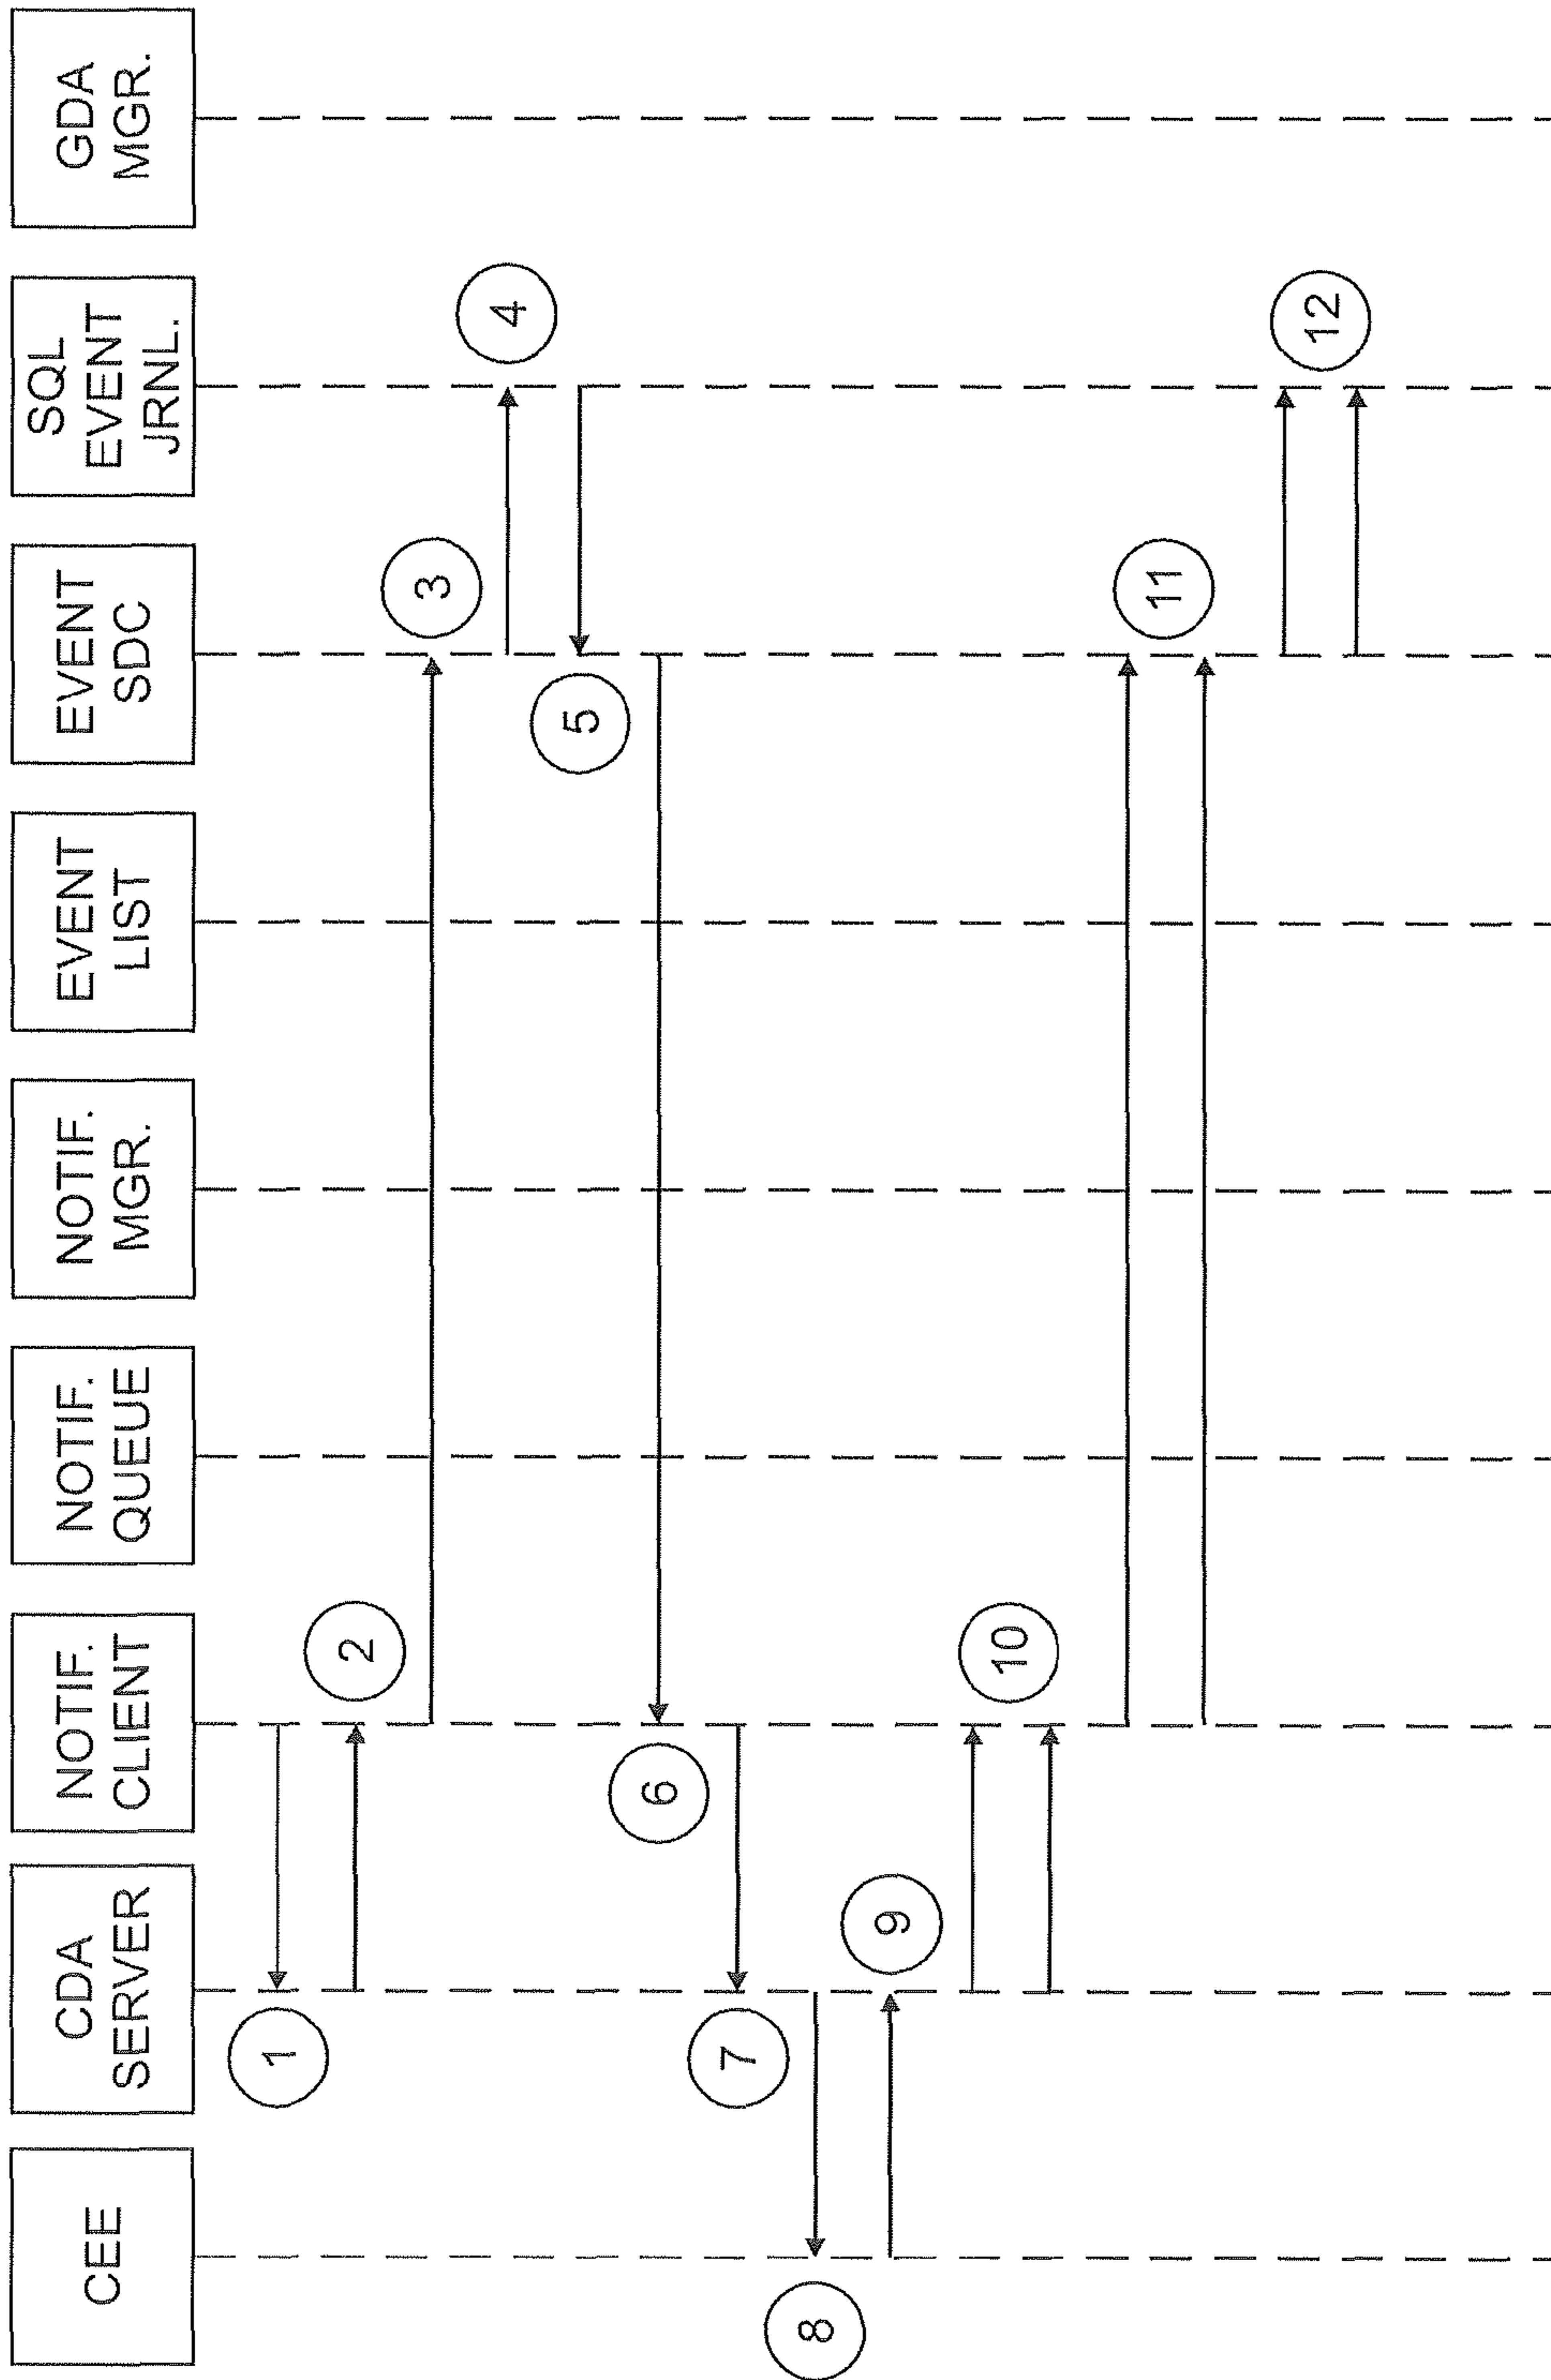 CEE
CDA
SERVER
NOTIF.
CLIENT
NOTIF.
QUEUE
NOTIF.
MGR.
EVENT
LIST
EVENT
SDC
SQL
EVENT
JRNL.
GDA
MGR.
1
2
3
4
5
6
7
8
9
10
11
12